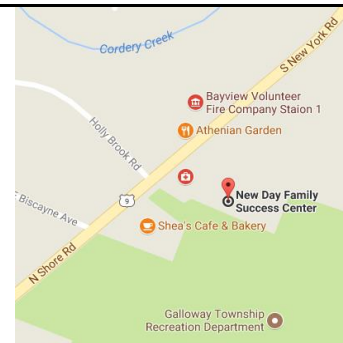 Cordery Creek
S New York Rd
Bayview Volunteer
Fire Company Staion 1
Athenian Garden
Holly Brook Rd
New Day Family
Success Center
E Biscayne Ave
9
Shea's Cafe & Bakery
N Shore Rd
Galloway Township
Recreation Department